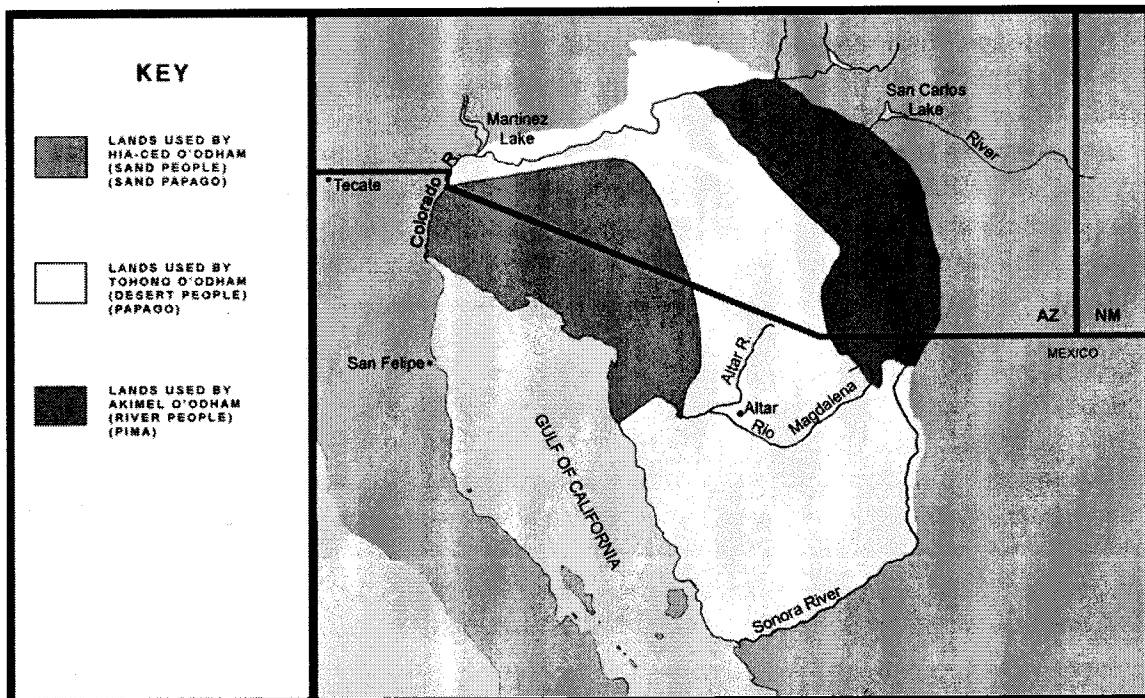 KEY
LANDS USED BY
HIA-CED O'ODHAM
(SAND PEOPLE)
(SAND PAPAGO)
LANDS USED BY
TOHONO O'ODHAM
(DESERT PEOPLE)
(PAPAGO)
LANDS USED BY
AKIMEL O'ODHAM
(RIVER PEOPLE)
(PIMA)
San Carlos
Lake
River
Martinez
Lake
Tecate
Colorado R.
AZ
NM
MEXICO
San Felipe
Altar R.
Altar
Rio Magdalena
GULF OF CALIFORNIA
Sonora River